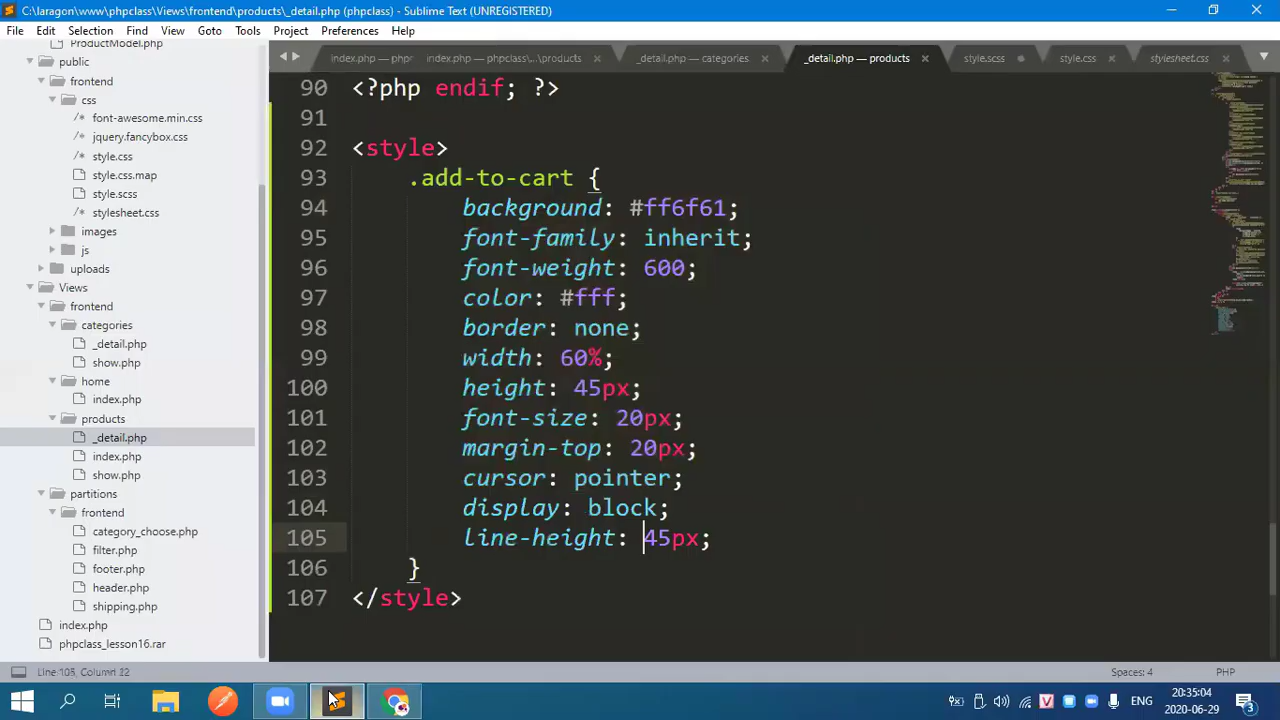 C:\laragon\www\phpclass\Views\frontend\products\_detail.php (phpclass) - Sublime Text (UNREGISTERED)
File Edit Selection Find View Goto Tools Project Preferences Help
ProductModel.php
public
frontend
css
font-awesome.min.css
jquery.fancybox.css
style.css
style.css.map
style.scss
stylesheet.css
images
js
uploads
Views
frontend
categories
_detail.php
show.php
home
index.php
products
_detail.php
index.php
show.php
partitions
frontend
category_choose.php
filter.php
footer.php
header.php
shipping.php
index.php
phpclass_lesson16.rar
index.php — phpr index.php — phpclass\...\products _detail.php — categories _detail.php — products style.scss style.css stylesheet.css
90 <?php endif; ?>
91
92 <style>
93 .add-to-cart {
94 background: #ff6f61;
95 font-family: inherit;
96 font-weight: 600;
97 color: #fff;
98 border: none;
99 width: 60%;
100 height: 45px;
101 font-size: 20px;
102 margin-top: 20px;
103 cursor: pointer;
104 display: block;
105 line-height: 45px;
106 }
107 </style>
Line 105, Column 22 Spaces: 4 PHP
ENG
20:35:04
2020-06-29
3